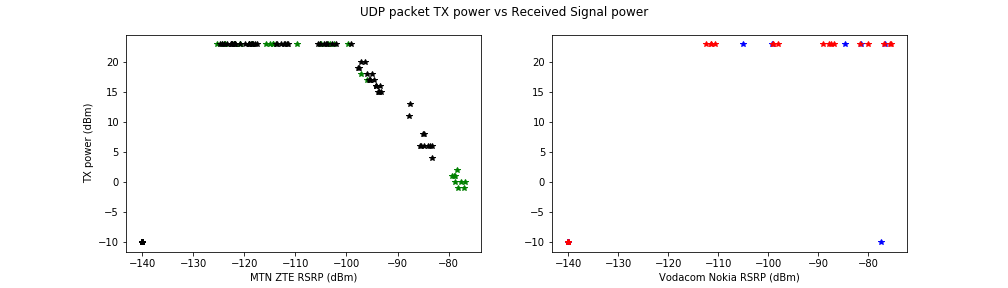 UDP packet TX power vs Received Signal power
TX power (dBm)
20
15
10
5
0
−5
−10
−140 −130 −120 −110 −100 −90 −80
MTN ZTE RSRP (dBm)
20
15
10
5
0
−5
−10
−140 −130 −120 −110 −100 −90 −80
Vodacom Nokia RSRP (dBm)